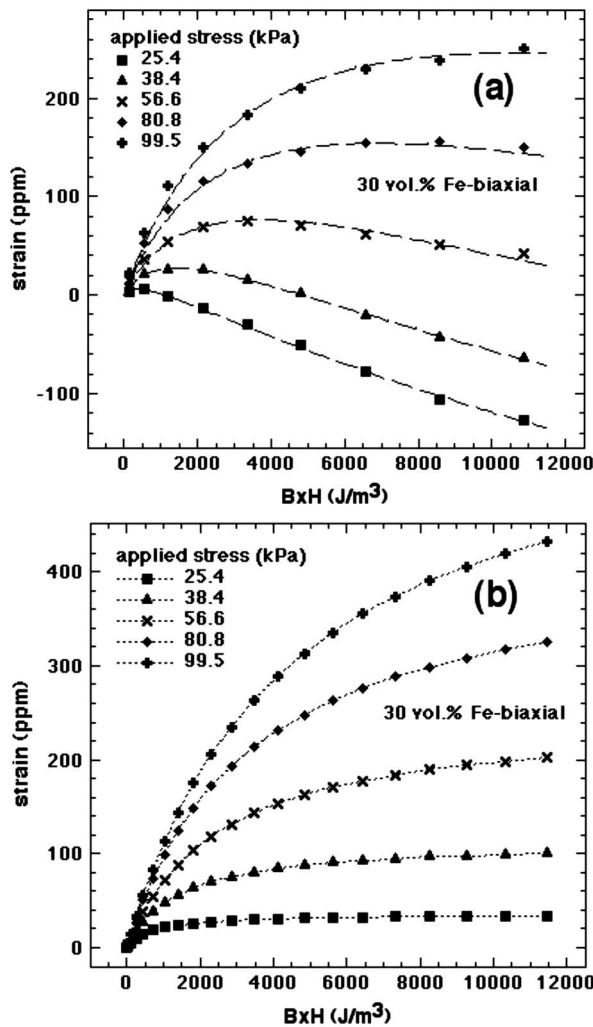 (a)
applied stress (kPa)
25.4
38.4
56.6
80.8
99.5
30 vol.% Fe-biaxial
200
100
0
-100
strain (ppm)
0 2000 4000 6000 8000 10000 12000
BxH (J/m³)
(b)
applied stress (kPa)
25.4
38.4
56.6
80.8
99.5
30 vol.% Fe-biaxial
400
300
200
100
0
strain (ppm)
0 2000 4000 6000 8000 10000 12000
BxH (J/m³)